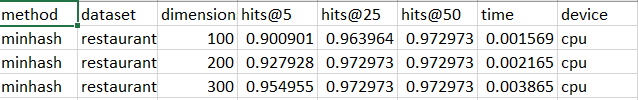 method dataset dimension hits@5 hits@25 hits@50 time device
minhash restaurant 100 0.900901 0.963964 0.972973 0.001569 cpu
minhash restaurant 200 0.927928 0.972973 0.972973 0.002165 cpu
minhash restaurant 300 0.954955 0.972973 0.972973 0.003865 cpu